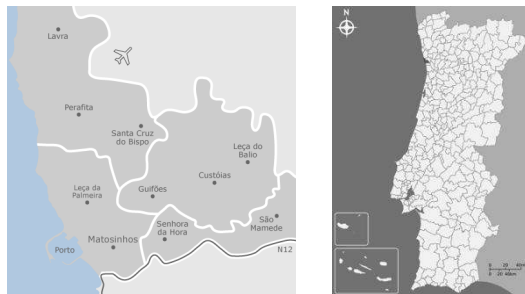 Lavra
Perafita
Santa Cruz
do Bispo
Leça do
Balio
Custóias
Leça da
Palmeira
Guifões
São
Mamede
Senhora
da Hora
Matosinhos
Porto
N12
N